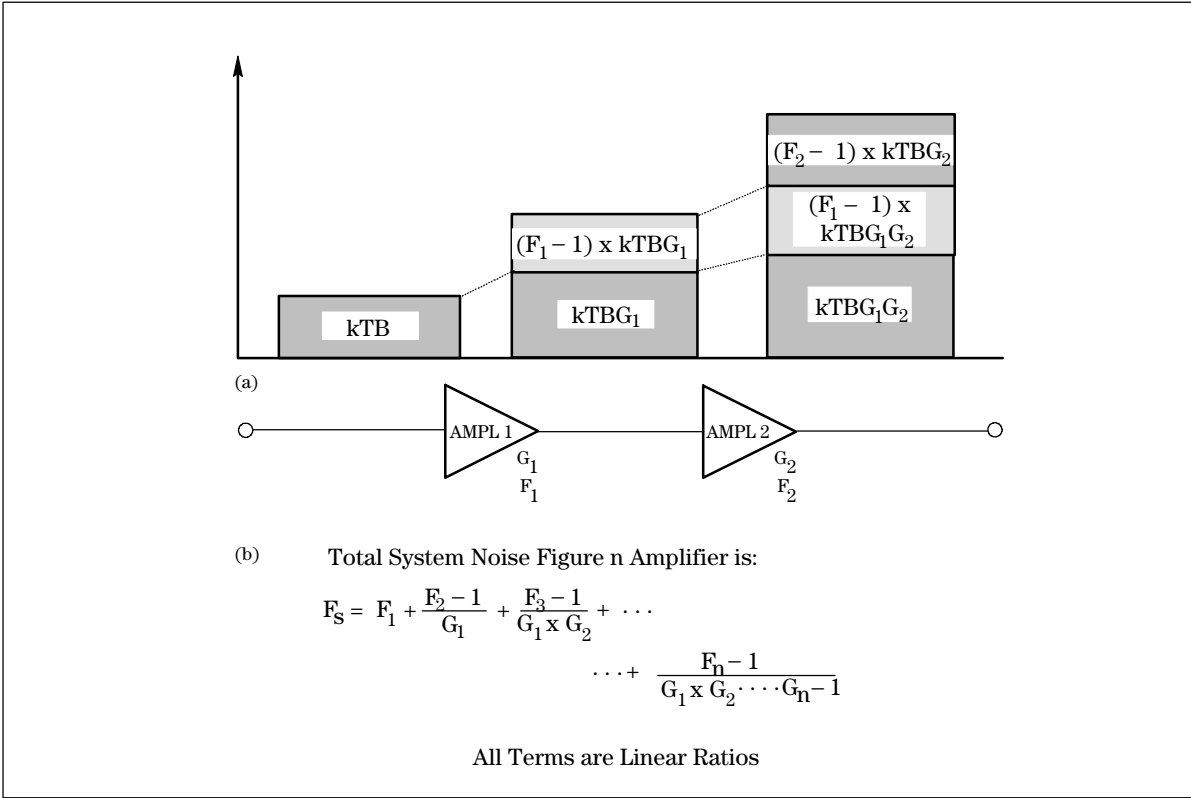 (F₂ − 1) x kTBG₂
(F₁ − 1) x
kTBG₁G₂
(F₁ − 1) x kTBG₁
kTB
kTBG₁
kTBG₁G₂
(a)
AMPL 1
G₁
F₁
AMPL 2
G₂
F₂
(b) Total System Noise Figure n Amplifier is:
Fs = F₁ + (F₂ − 1)/G₁ + (F₃ − 1)/(G₁ x G₂) + · · ·
· · · + (Fn − 1)/(G₁ x G₂ · · · · Gn − 1)
All Terms are Linear Ratios